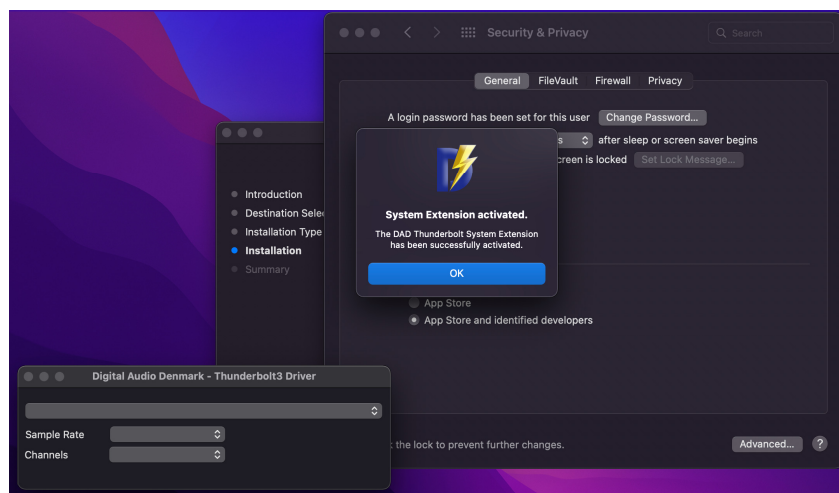 Security & Privacy
Search
General FileVault Firewall Privacy
A login password has been set for this user Change Password...
after sleep or screen saver begins
screen is locked Set Lock Message...
System Extension activated.
The DAD Thunderbolt System Extension
has been successfully activated.
OK
App Store
App Store and identified developers
the lock to prevent further changes.
Advanced... ?
Introduction
Destination Sele
Installation Type
Installation
Summary
Digital Audio Denmark - Thunderbolt3 Driver
Sample Rate
Channels